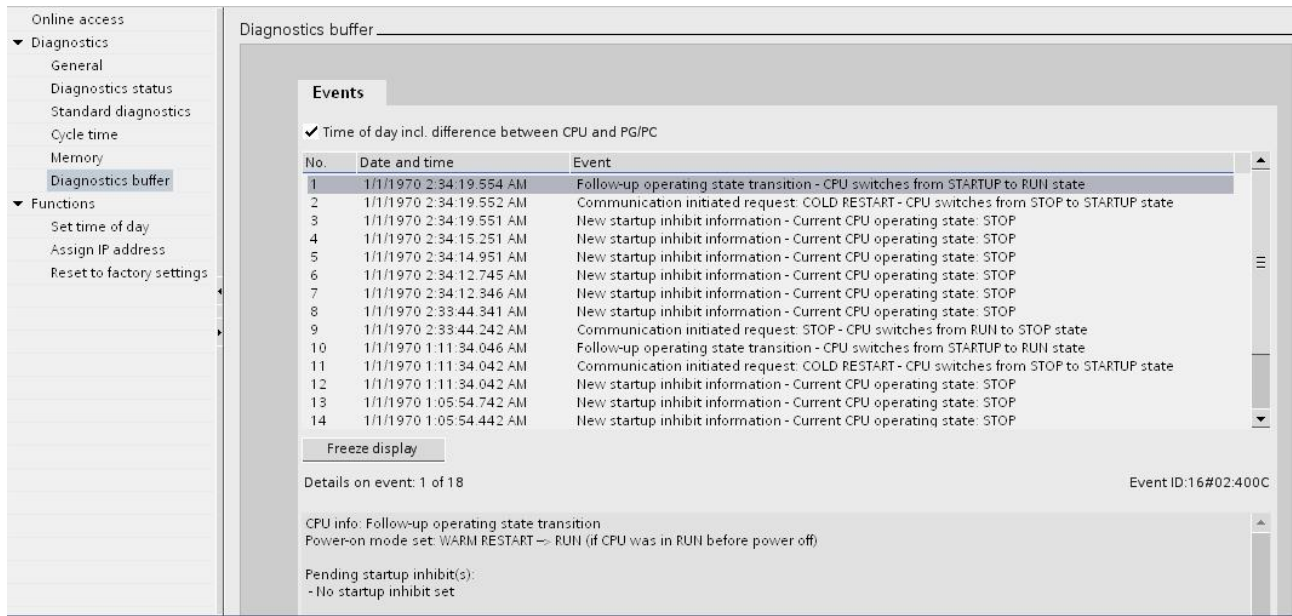 Online access
Diagnostics
General
Diagnostics status
Standard diagnostics
Cycle time
Memory
Diagnostics buffer
Functions
Set time of day
Assign IP address
Reset to factory settings
Diagnostics buffer
Events
Time of day incl. difference between CPU and PG/PC
No. Date and time Event
1 1/1/1970 2:34:19.554 AM Follow-up operating state transition - CPU switches from STARTUP to RUN state
2 1/1/1970 2:34:19.552 AM Communication initiated request: COLD RESTART - CPU switches from STOP to STARTUP state
3 1/1/1970 2:34:19.551 AM New startup inhibit information - Current CPU operating state: STOP
4 1/1/1970 2:34:15.251 AM New startup inhibit information - Current CPU operating state: STOP
5 1/1/1970 2:34:14.951 AM New startup inhibit information - Current CPU operating state: STOP
6 1/1/1970 2:34:12.745 AM New startup inhibit information - Current CPU operating state: STOP
7 1/1/1970 2:34:12.346 AM New startup inhibit information - Current CPU operating state: STOP
8 1/1/1970 2:33:44.341 AM New startup inhibit information - Current CPU operating state: STOP
9 1/1/1970 2:33:44.242 AM Communication initiated request: STOP - CPU switches from RUN to STOP state
10 1/1/1970 1:11:34.046 AM Follow-up operating state transition - CPU switches from STARTUP to RUN state
11 1/1/1970 1:11:34.042 AM Communication initiated request: COLD RESTART - CPU switches from STOP to STARTUP state
12 1/1/1970 1:11:34.042 AM New startup inhibit information - Current CPU operating state: STOP
13 1/1/1970 1:05:54.742 AM New startup inhibit information - Current CPU operating state: STOP
14 1/1/1970 1:05:54.442 AM New startup inhibit information - Current CPU operating state: STOP
Freeze display
Details on event: 1 of 18 Event ID:16#02:400C
CPU info: Follow-up operating state transition
Power-on mode set: WARM RESTART --> RUN (if CPU was in RUN before power off)
Pending startup inhibit(s):
- No startup inhibit set